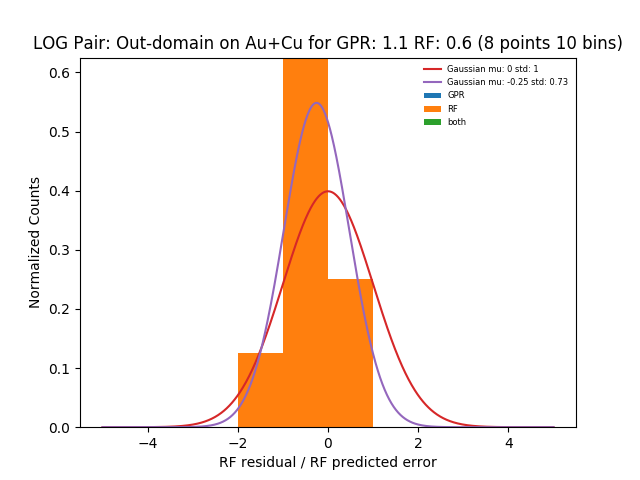 LOG Pair: Out-domain on Au+Cu for GPR: 1.1 RF: 0.6 (8 points 10 bins)
Gaussian mu: 0 std: 1
Gaussian mu: -0.25 std: 0.73
GPR
RF
both
Normalized Counts
0.6
0.5
0.4
0.3
0.2
0.1
0.0
−4 −2 0 2 4
RF residual / RF predicted error